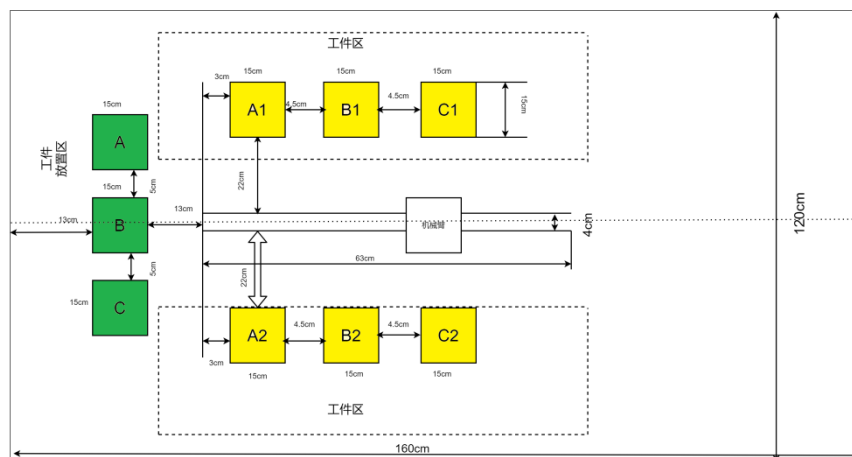 工件区
15cm
15cm
15cm
3cm
A1
4.5cm
B1
4.5cm
C1
15cm
15cm
A
工件
放置区
15cm
5cm
22cm
13cm
B
13cm
机械臂
4cm
120cm
5cm
22cm
63cm
15cm
C
A2
4.5cm
B2
4.5cm
C2
3cm
15cm
15cm
15cm
工件区
160cm